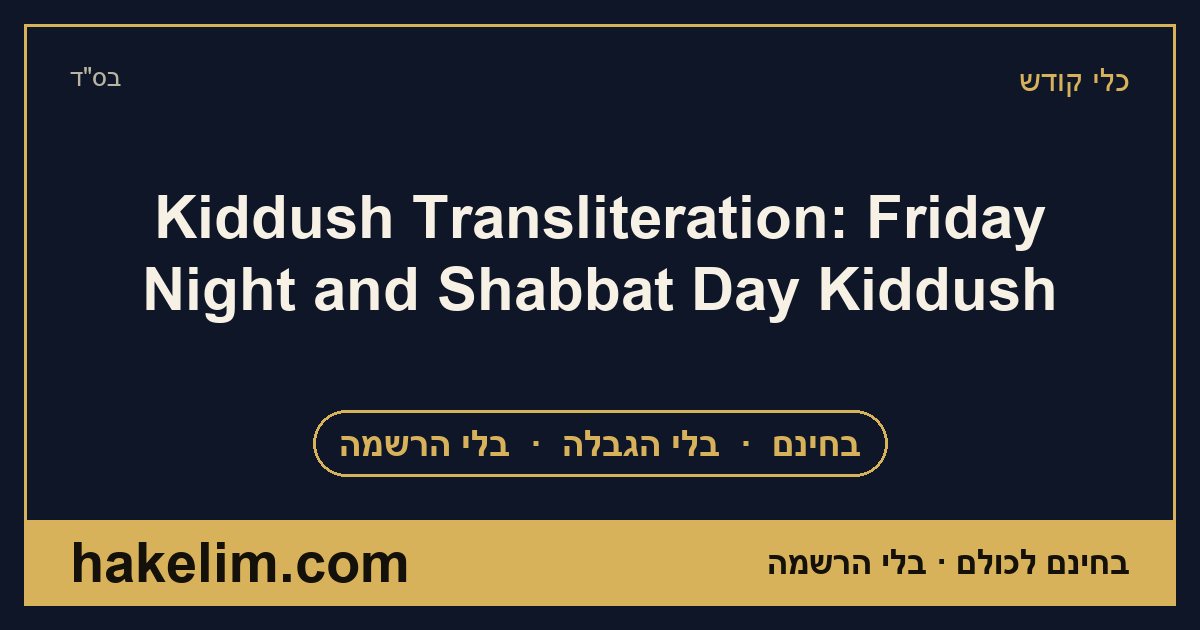 כלי קודש
בס"ד
Kiddush Transliteration: Friday
Night and Shabbat Day Kiddush
בחינם · בלי הגבלה · בלי הרשמה
hakelim.com
בחינם לכולם · בלי הרשמה